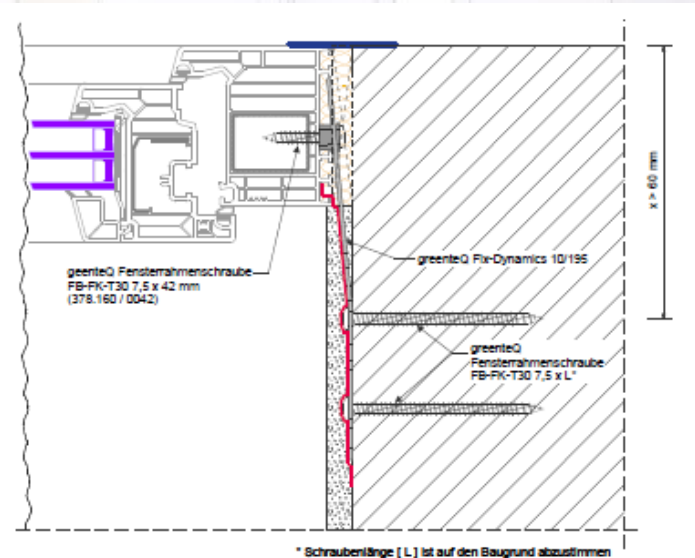 x > 60 mm
greenteQ Fensterrahmenschraube
FB-FK-T30 7,5 x 42 mm
(378.160 / 0042)
greenteQ Fix-Dynamics 10/195
greenteQ
Fensterrahmenschraube
FB-FK-T30 7,5 x L*
* Schraubenlänge [ L ] ist auf den Baugrund abzustimmen